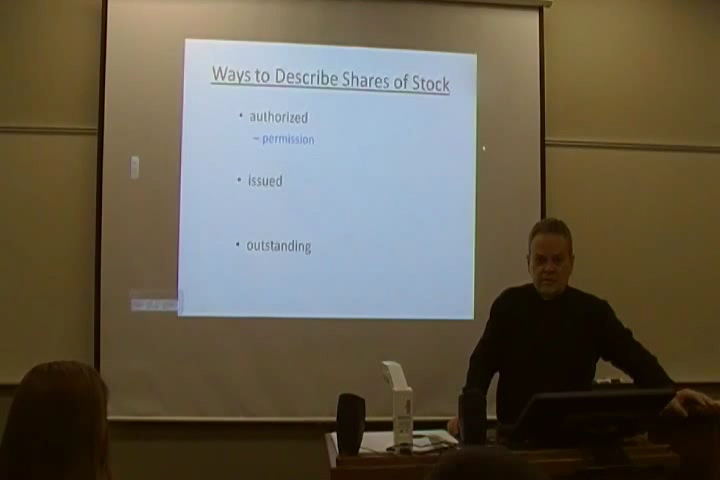 Ways to Describe Shares of Stock
• authorized
– permission
• issued
• outstanding